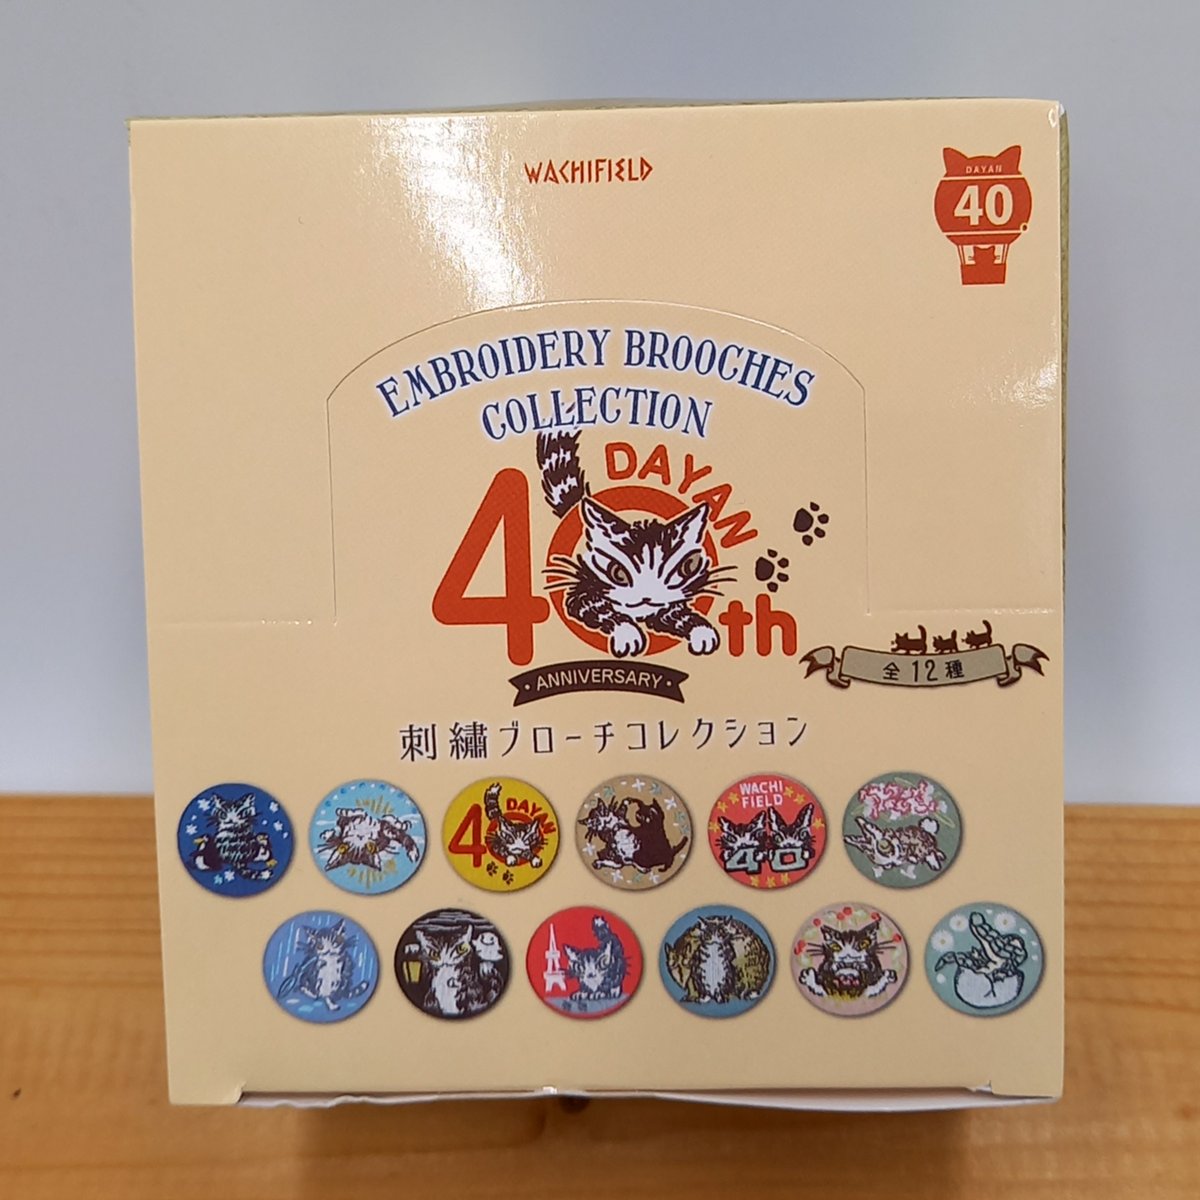 WACHIFIELD
DAYAN
40
EMBROIDERY BROOCHES
COLLECTION
DAYAN
40th
ANNIVERSARY
全12種
刺繡ブローチコレクション
40 DAYAN
WACHI
FIELD
40